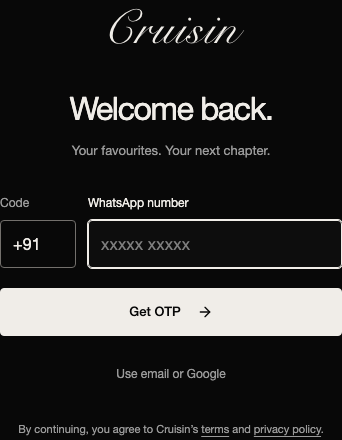 Cruisin
Welcome back.
Your favourites. Your next chapter.
Code
WhatsApp number
+91
xxxxx xxxxx
Get OTP →
Use email or Google
By continuing, you agree to Cruisin’s terms and privacy policy.